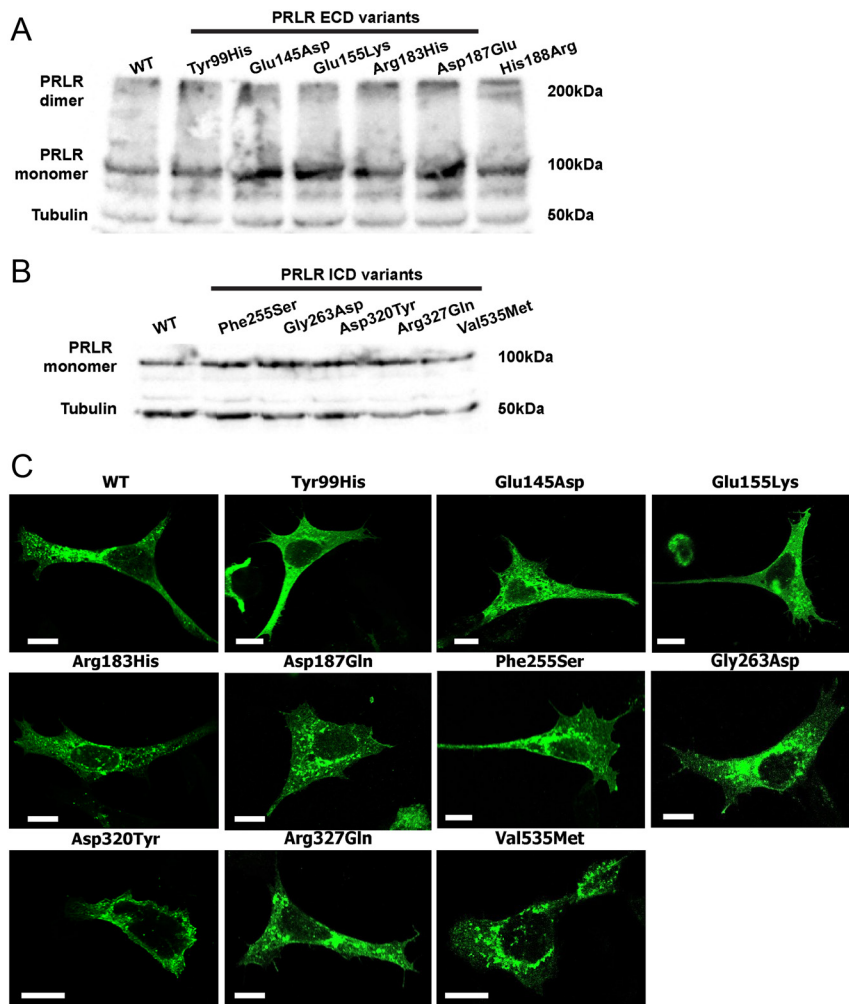 A
PRLR ECD variants
WT Tyr99His Glu145Asp Glu155Lys Arg183His Asp187Glu His188Arg
PRLR
dimer
200kDa
PRLR
monomer
100kDa
Tubulin
50kDa
B
PRLR ICD variants
WT Phe255Ser Gly263Asp Asp320Tyr Arg327Gln Val535Met
PRLR
monomer
100kDa
Tubulin
50kDa
C
WT Tyr99His Glu145Asp Glu155Lys
Arg183His Asp187Gln Phe255Ser Gly263Asp
Asp320Tyr Arg327Gln Val535Met